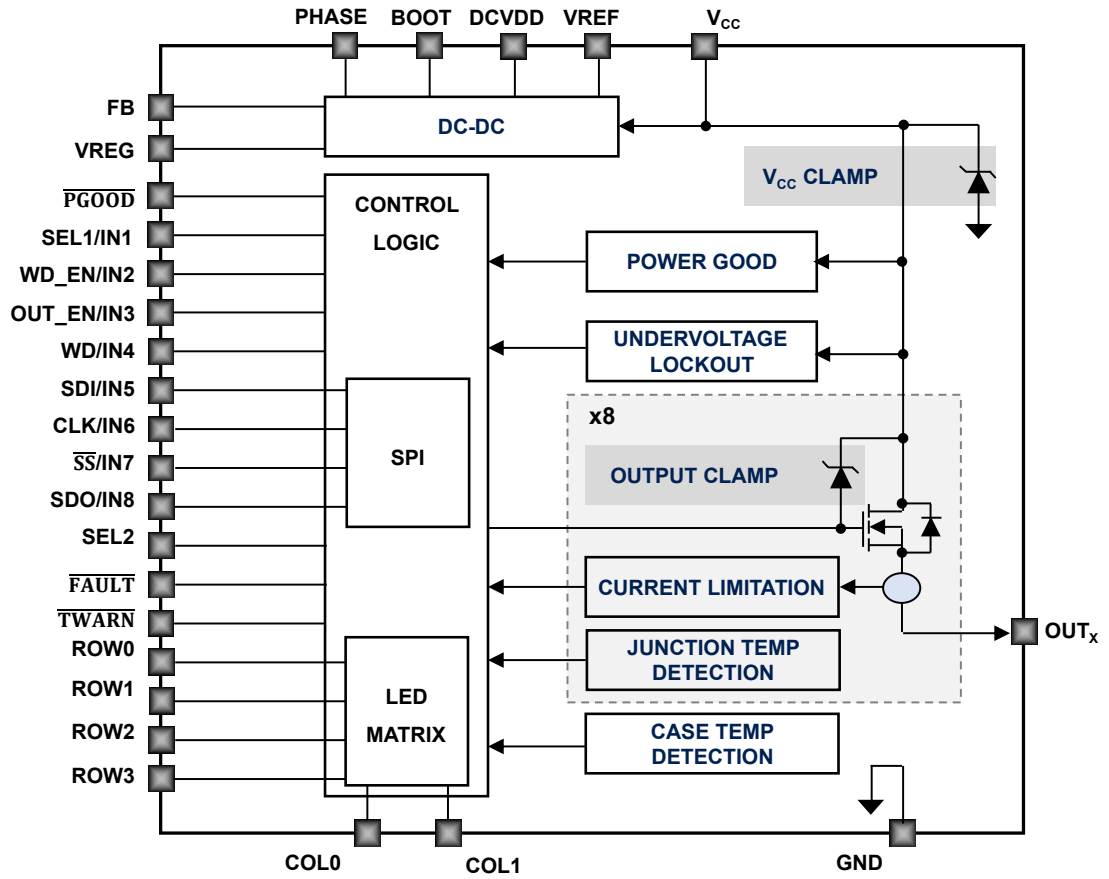 PHASE BOOT DCVDD VREF VCC
FB
DC-DC
VREG
VCC CLAMP
PGOOD
CONTROL
LOGIC
SEL1/IN1
POWER GOOD
WD_EN/IN2
OUT_EN/IN3
UNDERVOLTAGE
LOCKOUT
WD/IN4
SDI/IN5
x8
CLK/IN6
SPI
OUTPUT CLAMP
SS/IN7
SDO/IN8
SEL2
FAULT
CURRENT LIMITATION
TWARN
OUTX
ROW0
JUNCTION TEMP
DETECTION
ROW1
LED
MATRIX
ROW2
CASE TEMP
DETECTION
ROW3
COL0
COL1
GND